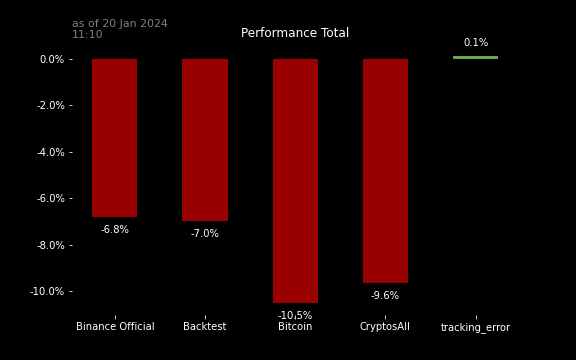 as of 20 Jan 2024
11:10
Performance Total
0.1%
0.0%
-2.0%
-4.0%
-6.0%
-8.0%
-10.0%
-6.8%
-7.0%
-10.5%
-9.6%
Binance Official
Backtest
Bitcoin
CryptosAll
tracking_error